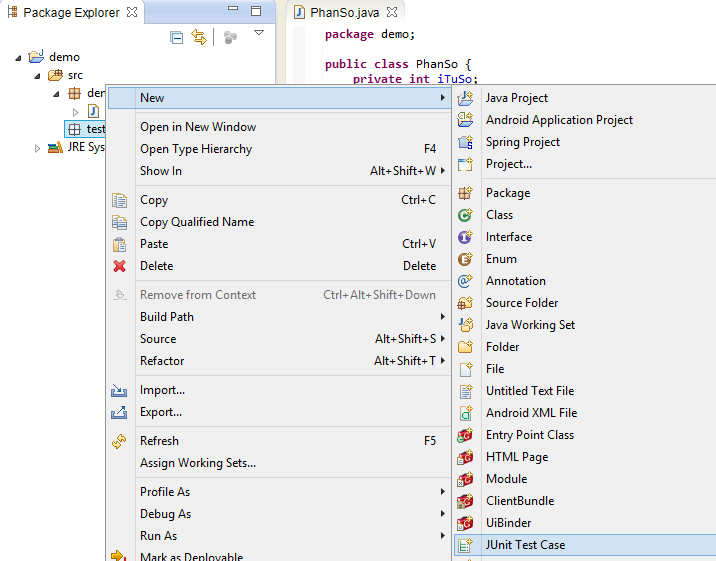 Package Explorer
PhanSo.java
package demo;
demo
public class PhanSo {
src
private int iTuSo;
New
Java Project
Open in New Window
Android Application Project
test
Open Type Hierarchy F4
Spring Project
JRE Sys
Show In Alt+Shift+W
Project...
Copy Ctrl+C
Package
Copy Qualified Name
Class
Paste Ctrl+V
Interface
Delete Delete
Enum
Annotation
Remove from Context Ctrl+Alt+Shift+Down
Source Folder
Build Path
Java Working Set
Source Alt+Shift+S
Folder
Refactor Alt+Shift+T
File
Import...
Untitled Text File
Export...
Android XML File
Refresh F5
Entry Point Class
Assign Working Sets...
HTML Page
Profile As
Module
Debug As
ClientBundle
Run As
UiBinder
Mark as Deployable
JUnit Test Case